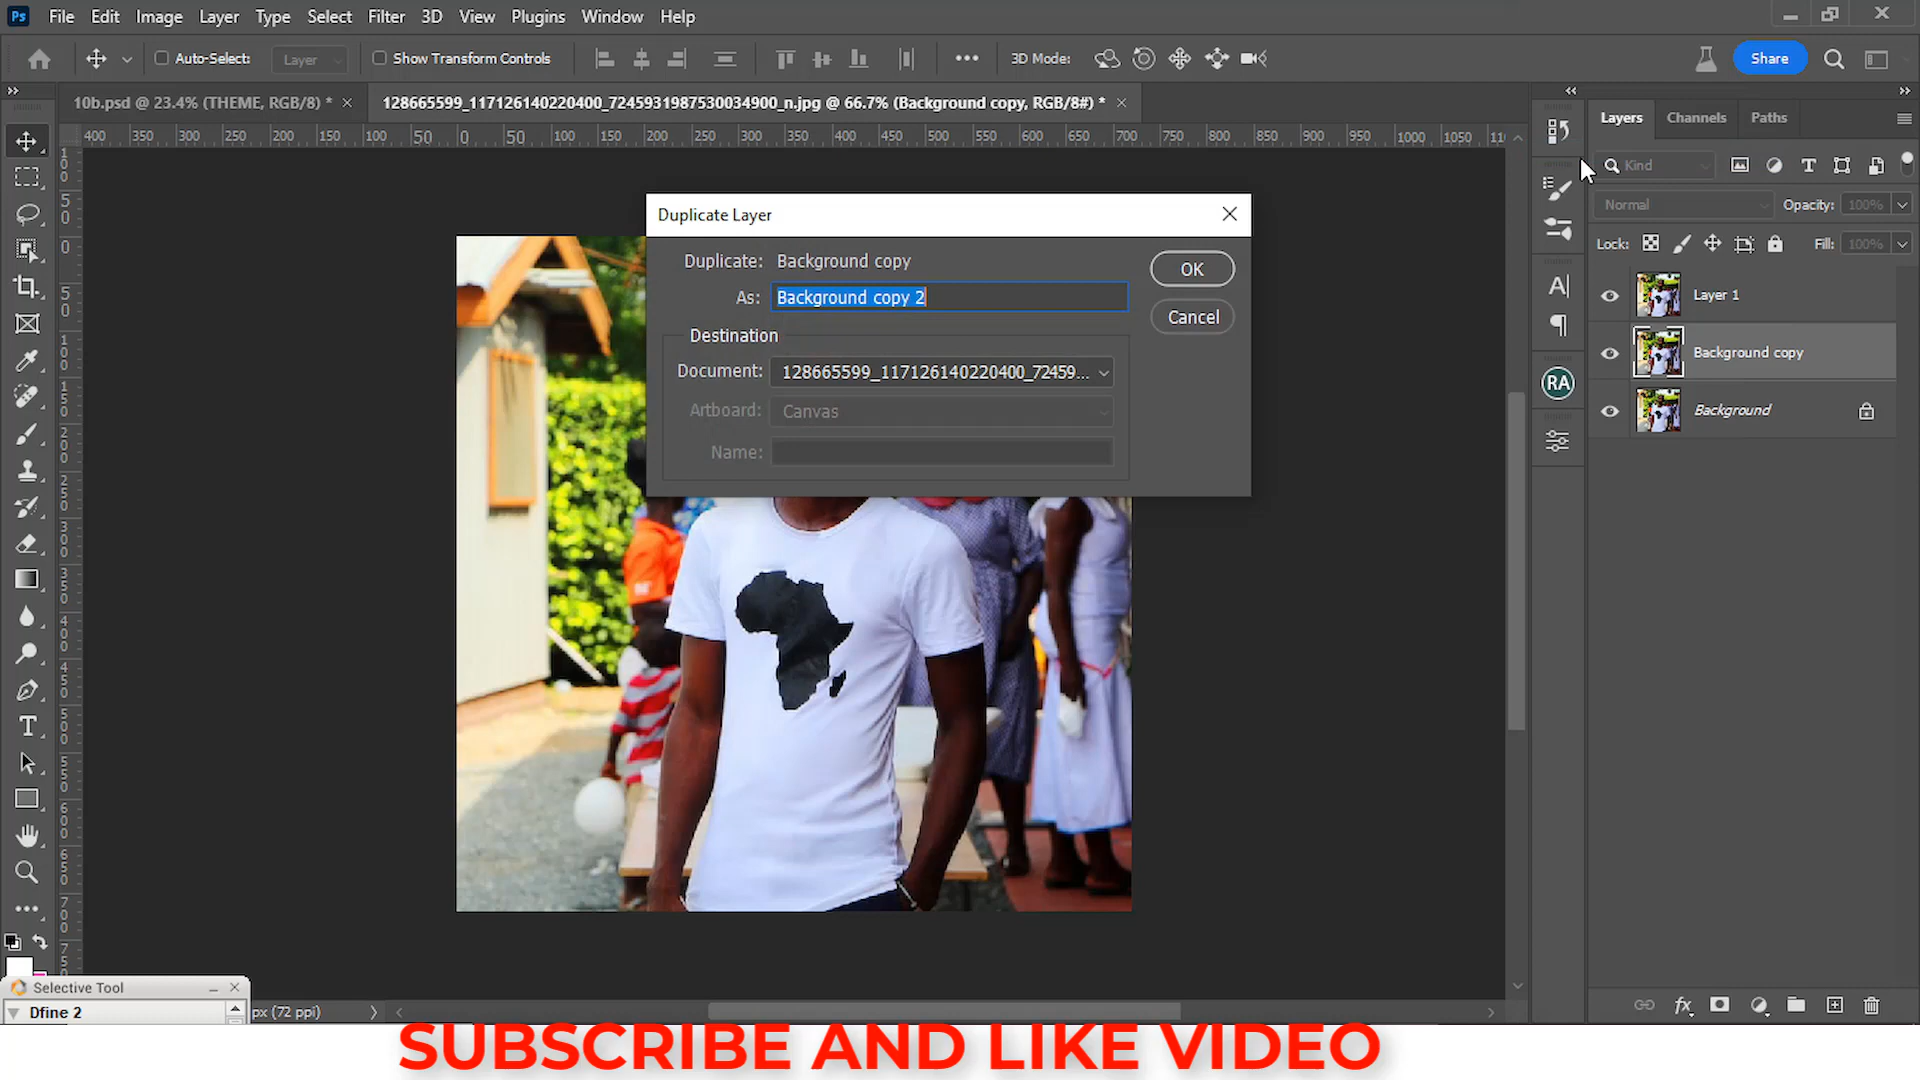 Ps File Edit Image Layer Type Select Filter 3D View Plugins Window Help
Auto-Select: Layer Show Transform Controls 3D Mode: Share
10b.psd @ 23.4% (THEME, RGB/8) * 128665599_117126140220400_7245931987530034900_n.jpg @ 66.7% (Background copy, RGB/8#) *
400 350 300 250 200 150 100 50 0 50 100 150 200 250 300 350 400 450 500 550 600 650 700 750 800 850 900 950 1000 1050
Layers Channels Paths
Kind
Normal Opacity: 100%
Lock: Fill: 100%
Layer 1
Background copy
Background
Duplicate Layer
Duplicate: Background copy
As: Background copy 2
OK
Cancel
Destination
Document: 128665599_117126140220400_72459...
Artboard: Canvas
Name:
A
RA
Selective Tool
Dfine 2
px (72 ppi)
fx
SUBSCRIBE AND LIKE VIDEO